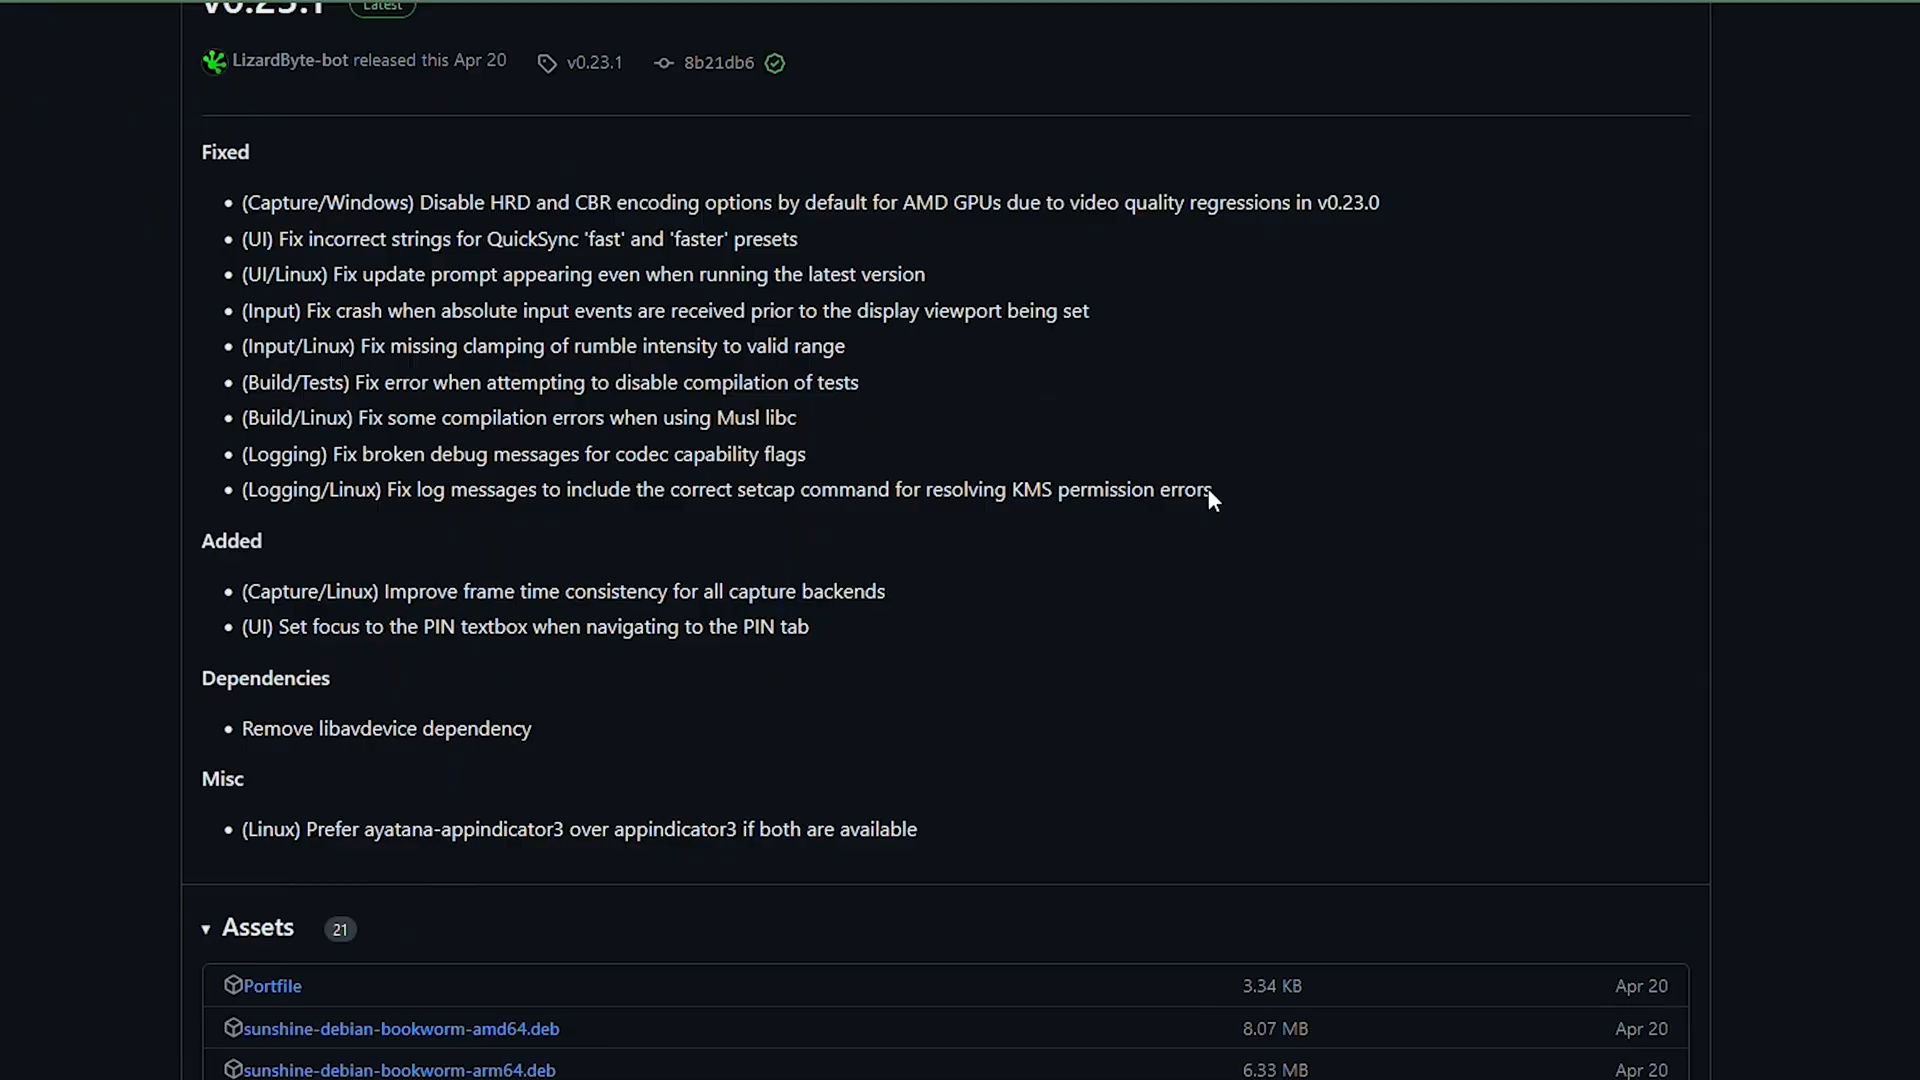 v0.23.1 Latest
LizardByte-bot released this Apr 20 v0.23.1 8b21db6
Fixed
• (Capture/Windows) Disable HRD and CBR encoding options by default for AMD GPUs due to video quality regressions in v0.23.0
• (UI) Fix incorrect strings for QuickSync 'fast' and 'faster' presets
• (UI/Linux) Fix update prompt appearing even when running the latest version
• (Input) Fix crash when absolute input events are received prior to the display viewport being set
• (Input/Linux) Fix missing clamping of rumble intensity to valid range
• (Build/Tests) Fix error when attempting to disable compilation of tests
• (Build/Linux) Fix some compilation errors when using Musl libc
• (Logging) Fix broken debug messages for codec capability flags
• (Logging/Linux) Fix log messages to include the correct setcap command for resolving KMS permission errors
Added
• (Capture/Linux) Improve frame time consistency for all capture backends
• (UI) Set focus to the PIN textbox when navigating to the PIN tab
Dependencies
• Remove libavdevice dependency
Misc
• (Linux) Prefer ayatana-appindicator3 over appindicator3 if both are available
Assets 21
Portfile 3.34 KB Apr 20
sunshine-debian-bookworm-amd64.deb 8.07 MB Apr 20
sunshine-debian-bookworm-arm64.deb 6.33 MB Apr 20